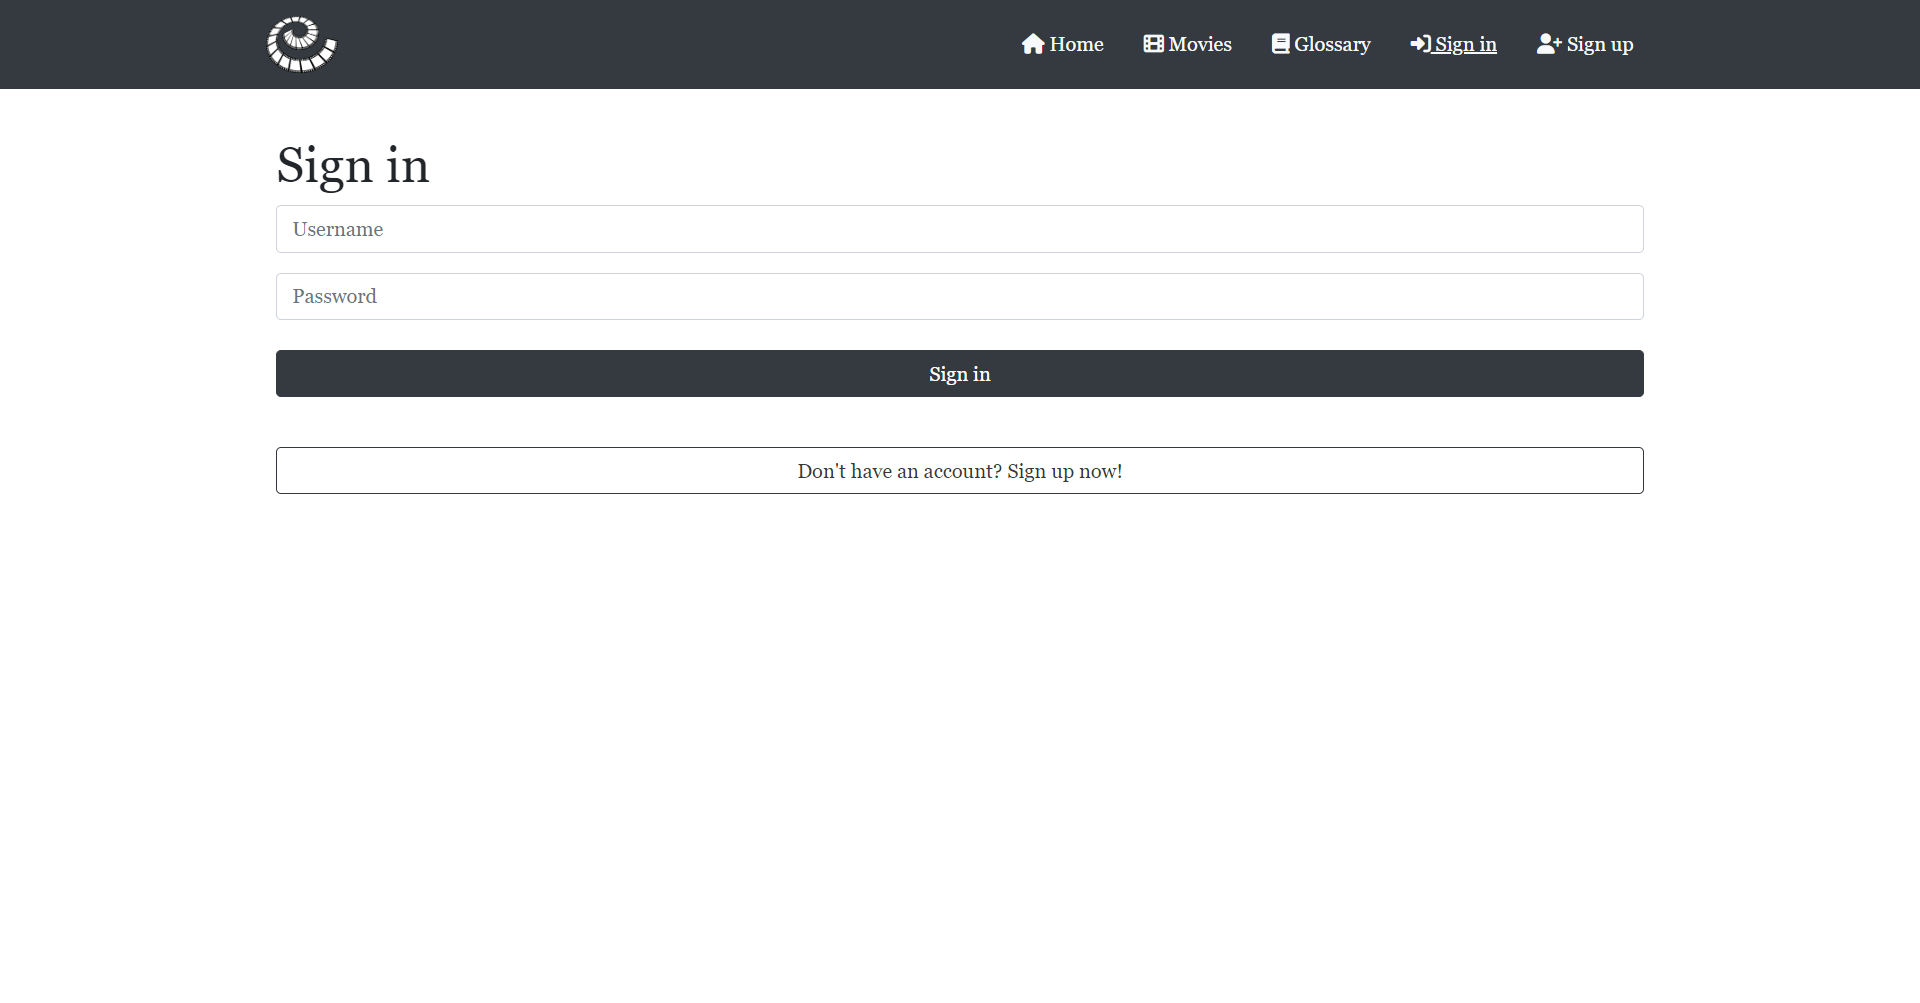 Home Movies Glossary Sign in Sign up
Sign in
Username
Password
Sign in
Don't have an account? Sign up now!